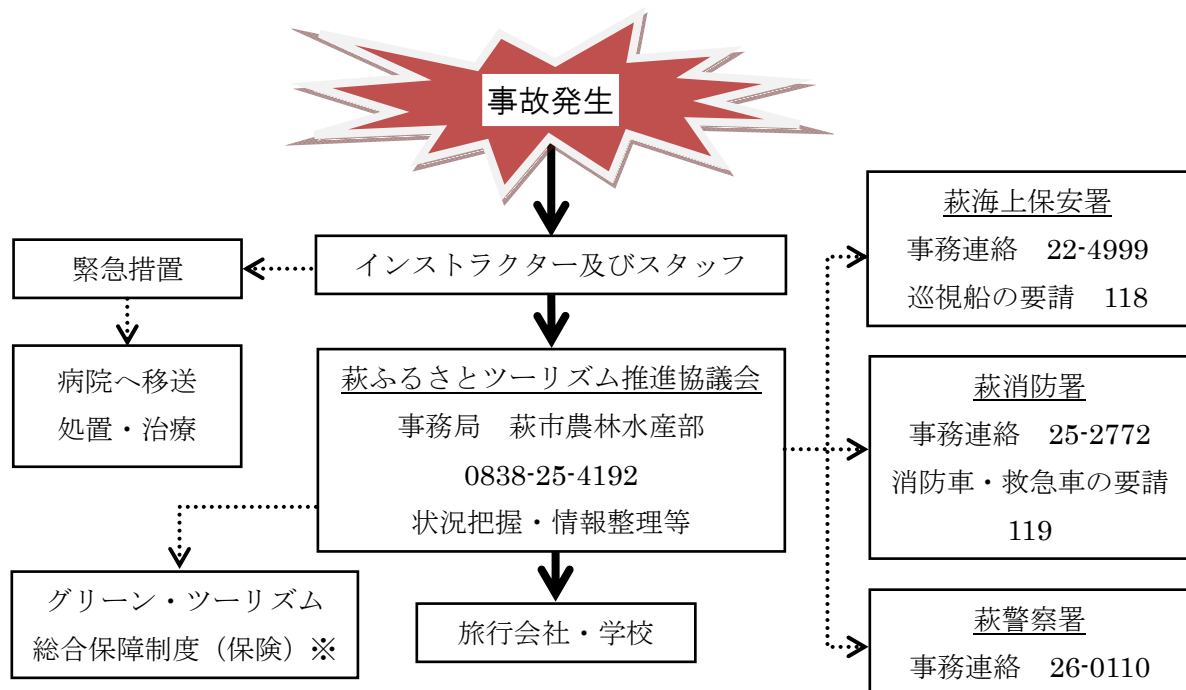 事故発生
インストラクター及びスタッフ
緊急措置
病院へ移送
処置・治療
萩ふるさとツーリズム推進協議会
事務局　萩市農林水産部
0838-25-4192
状況把握・情報整理等
グリーン・ツーリズム
総合保障制度（保険）※
旅行会社・学校
萩海上保安署
事務連絡　22-4999
巡視船の要請　118
萩消防署
事務連絡　25-2772
消防車・救急車の要請
119
萩警察署
事務連絡　26-0110